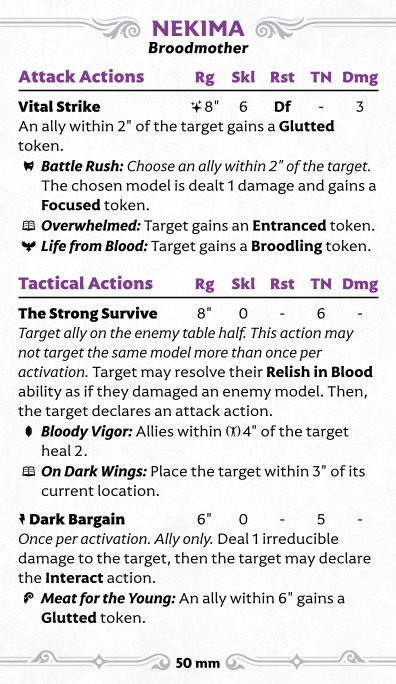 NEKIMA
Broodmother
Attack Actions Rg Skl Rst TN Dmg
Vital Strike 8" 6 Df - 3
An ally within 2" of the target gains a Glutted
token.
Battle Rush: Choose an ally within 2" of the target.
The chosen model is dealt 1 damage and gains a
Focused token.
Overwhelmed: Target gains an Entranced token.
Life from Blood: Target gains a Broodling token.
Tactical Actions Rg Skl Rst TN Dmg
The Strong Survive 8" 0 - 6 -
Target ally on the enemy table half. This action may
not target the same model more than once per
activation. Target may resolve their Relish in Blood
ability as if they damaged an enemy model. Then,
the target declares an attack action.
Bloody Vigor: Allies within 4" of the target
heal 2.
On Dark Wings: Place the target within 3" of its
current location.
Dark Bargain 6" 0 - 5 -
Once per activation. Ally only. Deal 1 irreducible
damage to the target, then the target may declare
the Interact action.
Meat for the Young: An ally within 6" gains a
Glutted token.
50 mm